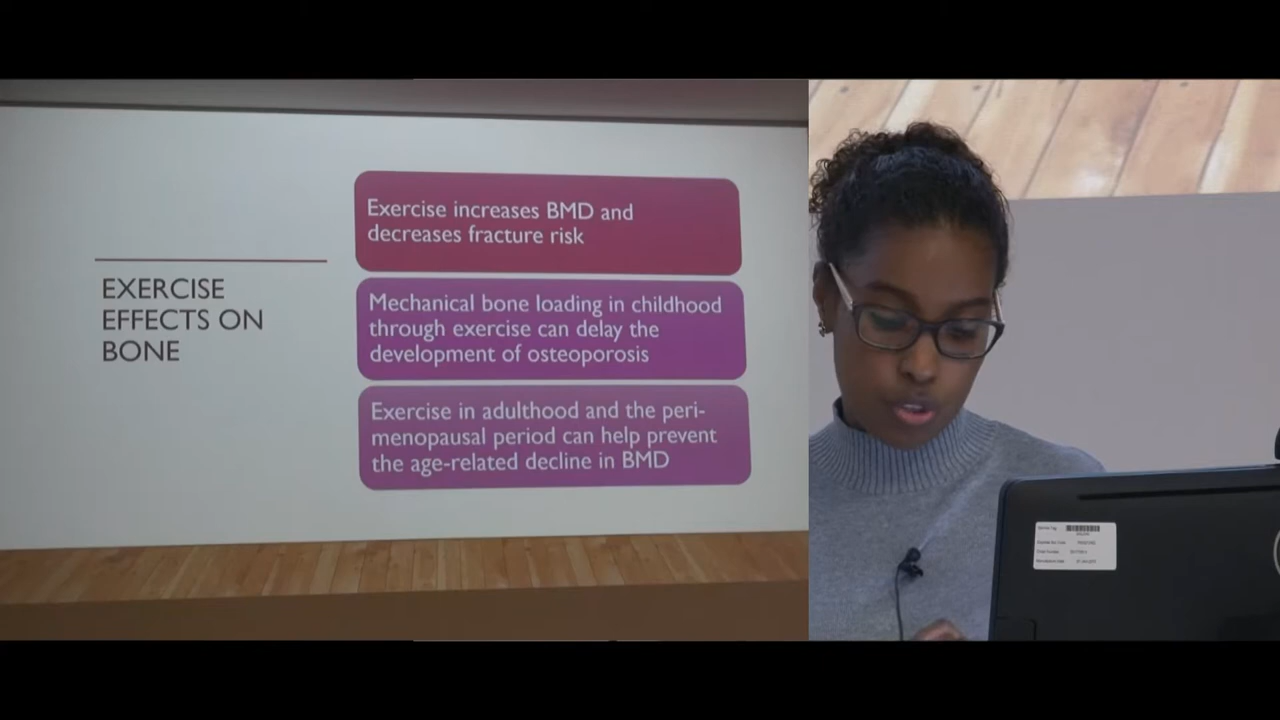 EXERCISE
EFFECTS ON
BONE
Exercise increases BMD and
decreases fracture risk
Mechanical bone loading in childhood
through exercise can delay the
development of osteoporosis
Exercise in adulthood and the peri-
menopausal period can help prevent
the age-related decline in BMD